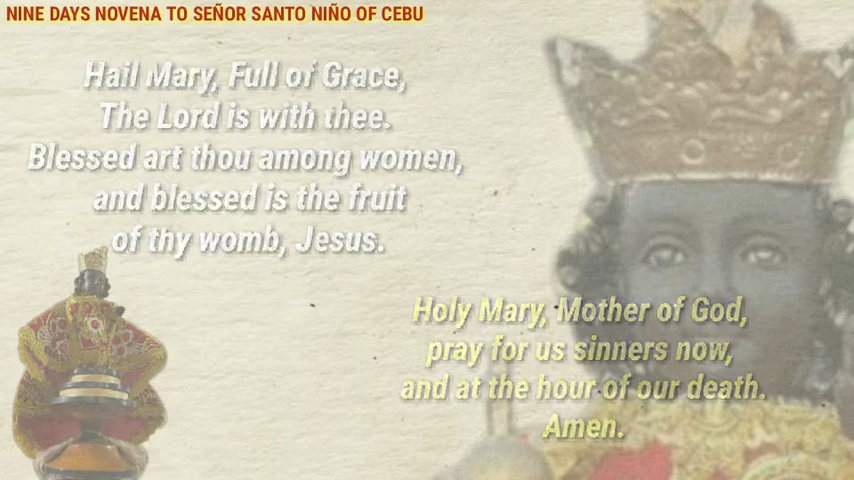 NINE DAYS NOVENA TO SEÑOR SANTO NIÑO OF CEBU
Hail Mary, Full of Grace,
The Lord is with thee.
Blessed art thou among women,
and blessed is the fruit
of thy womb, Jesus.
Holy Mary, Mother of God,
pray for us sinners now,
and at the hour of our death.
Amen.